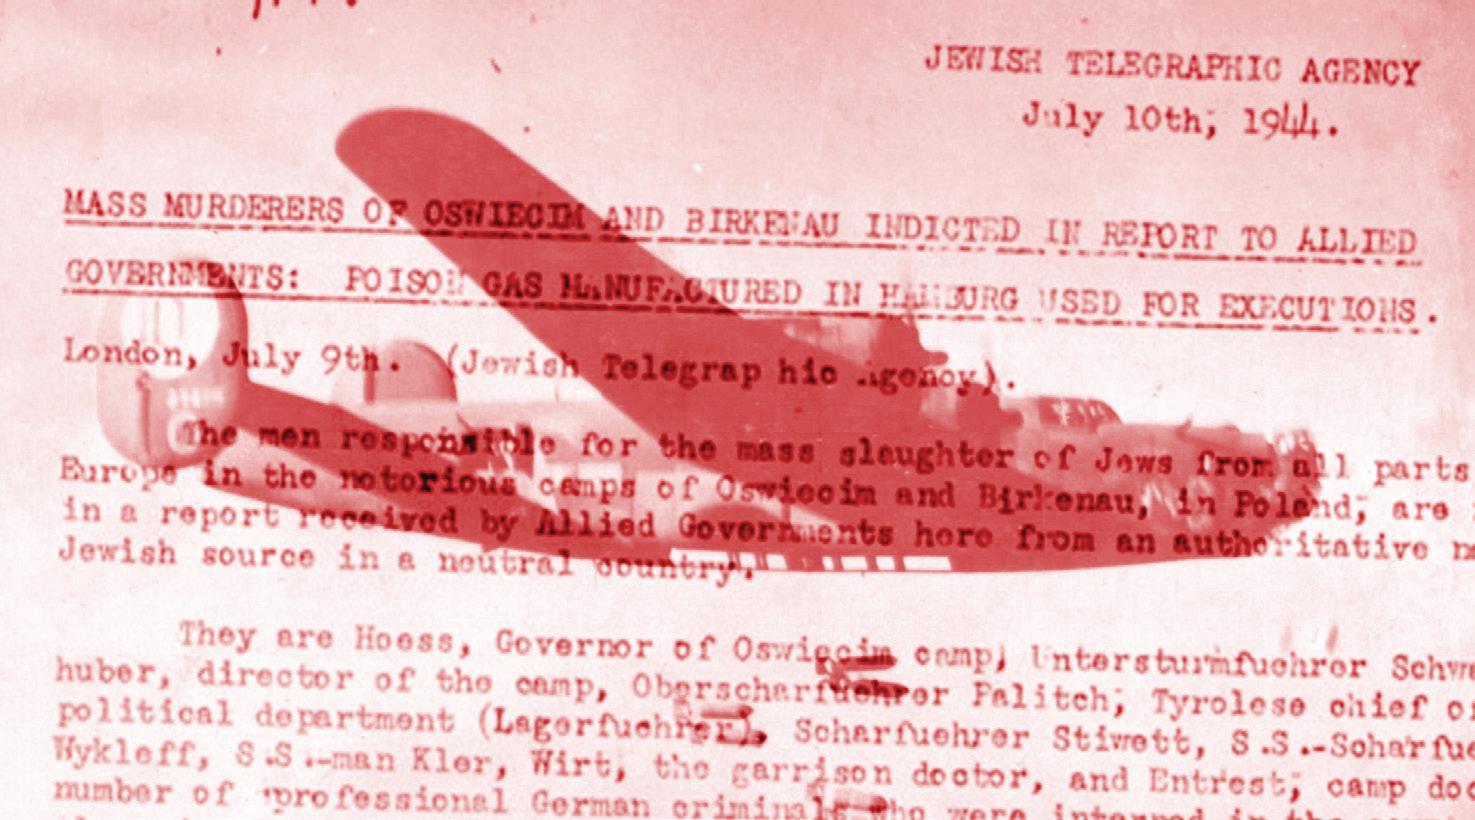 JEWISH TELEGRAPHIC AGENCY
July 10th, 1944.
MASS MURDERERS OF OSWIECIM AND BIRKENAU INDICTED IN REPORT TO ALLIED
GOVERNMENTS: POISON GAS MANUFACTURED IN HAMBURG USED FOR EXECUTIONS.
London, July 9th. (Jewish Telegrap hic Agency).
The men responsible for the mass slaughter of Jews from all parts
Europe in the notorious camps of Oswiecim and Birkenau, in Poland, are
in a report received by Allied Governments here from an authoritative
Jewish source in a neutral country.
They are Hoess, Governor of Oswiecim camp, Untersturmfuehrer
huber, director of the camp, Oberscharfuehrer Palitch, Tyrolese chief
political department (Lagerfuehrer), Scharfuehrer Stiwett,
Wykleff, S.S.-man Kler, Wirt, the garrison doctor, and Entrest, camp
number of professional German criminals who were interned in the